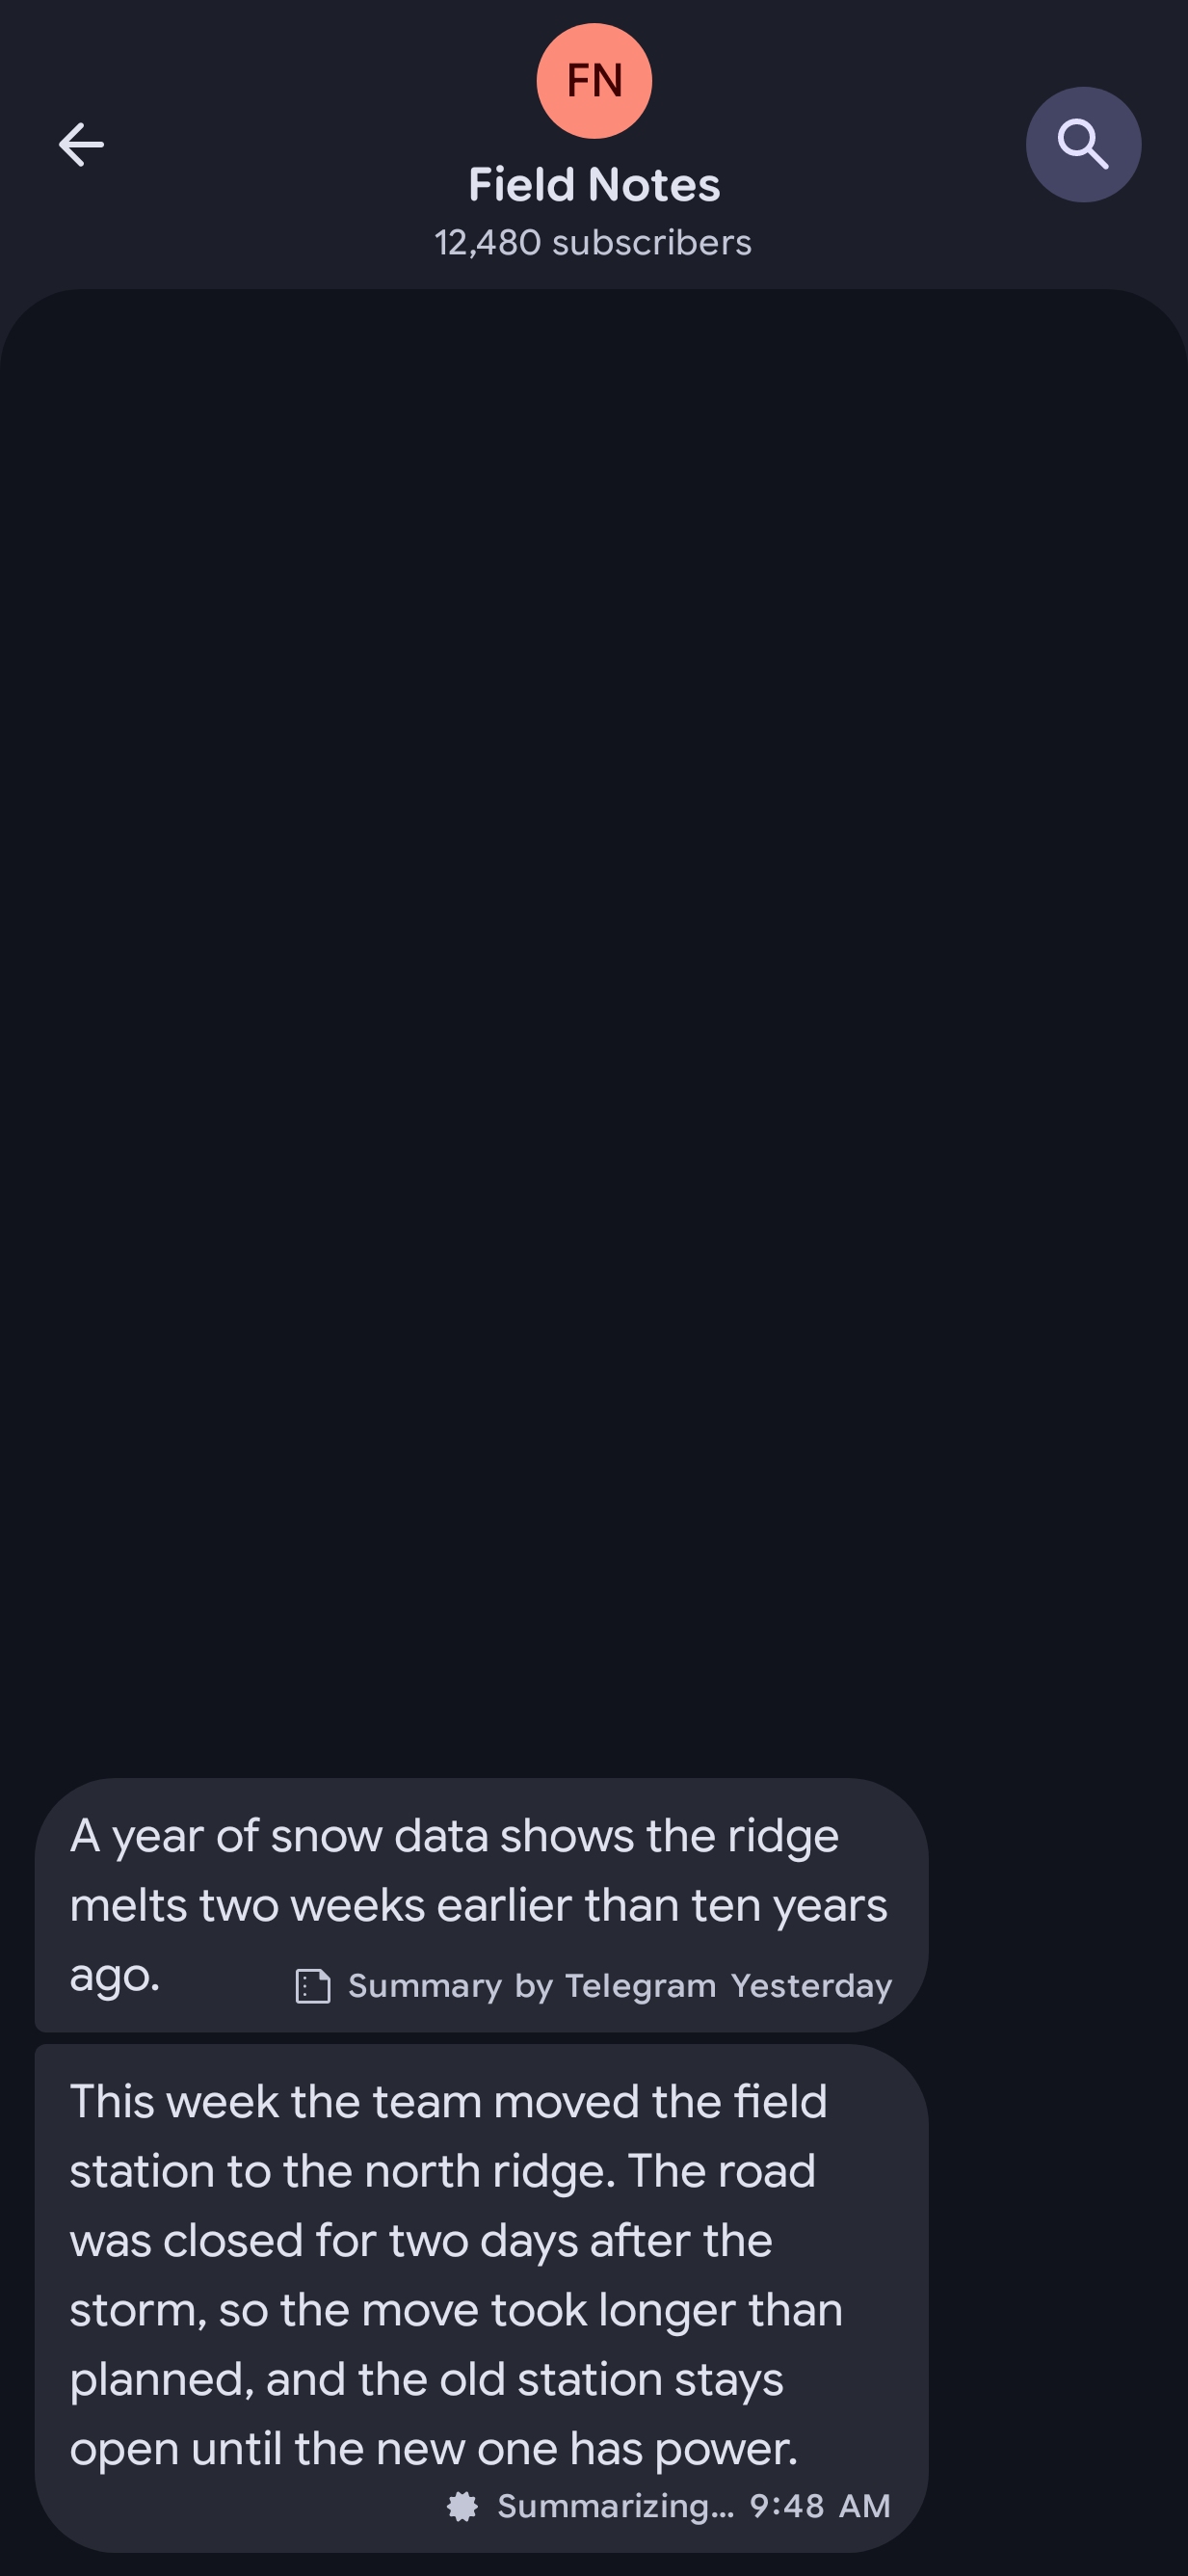 FN
Field Notes
12,480 subscribers
A year of snow data shows the ridge
melts two weeks earlier than ten years
ago.
Summary by Telegram Yesterday
This week the team moved the field
station to the north ridge. The road
was closed for two days after the
storm, so the move took longer than
planned, and the old station stays
open until the new one has power.
Summarizing... 9:48 AM